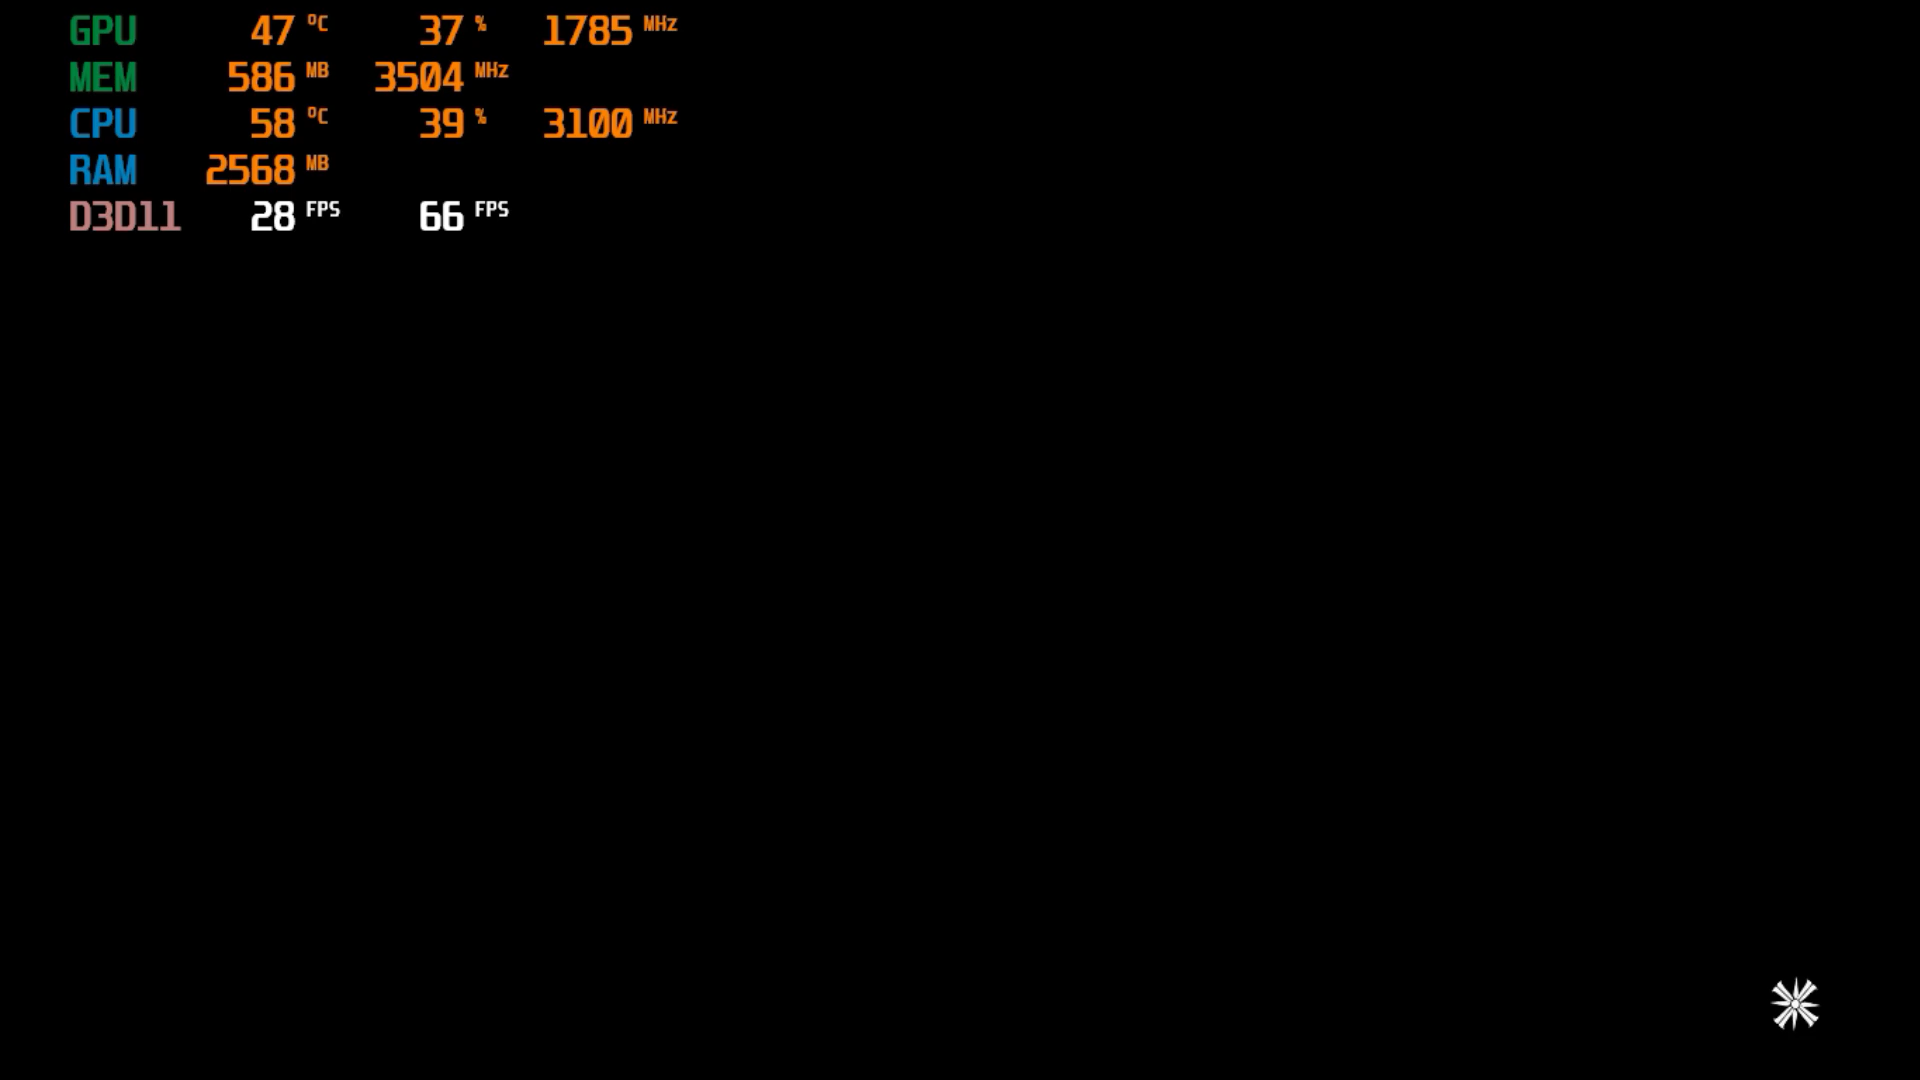 GPU 47 °C 37 % 1785 MHz
MEM 586 MB 3504 MHz
CPU 58 °C 39 % 3100 MHz
RAM 2568 MB
D3D11 28 FPS 66 FPS